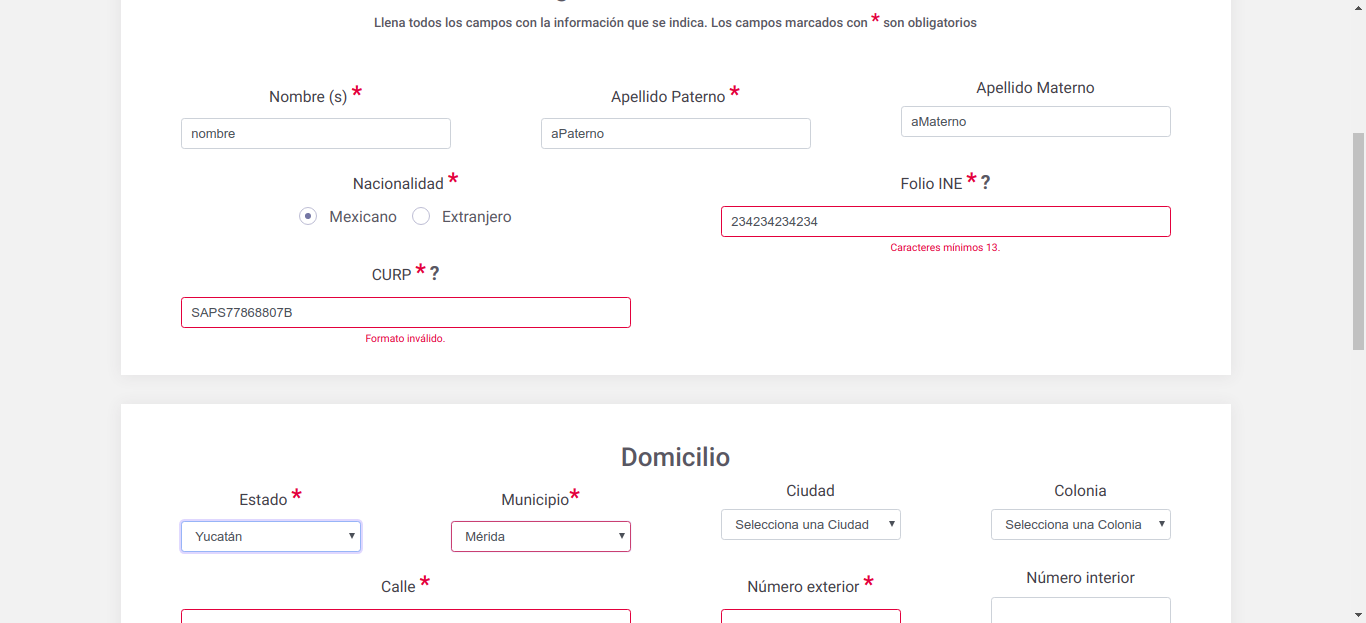 Llena todos los campos con la información que se indica. Los campos marcados con * son obligatorios
Nombre (s) * Apellido Paterno * Apellido Materno
nombre aPaterno aMaterno
Nacionalidad * Folio INE * ?
Mexicano Extranjero 234234234234
Caracteres mínimos 13.
CURP * ?
SAPS77868807B
Formato inválido.
Domicilio
Estado * Municipio* Ciudad Colonia
Yucatán Mérida Selecciona una Ciudad Selecciona una Colonia
Calle * Número exterior * Número interior